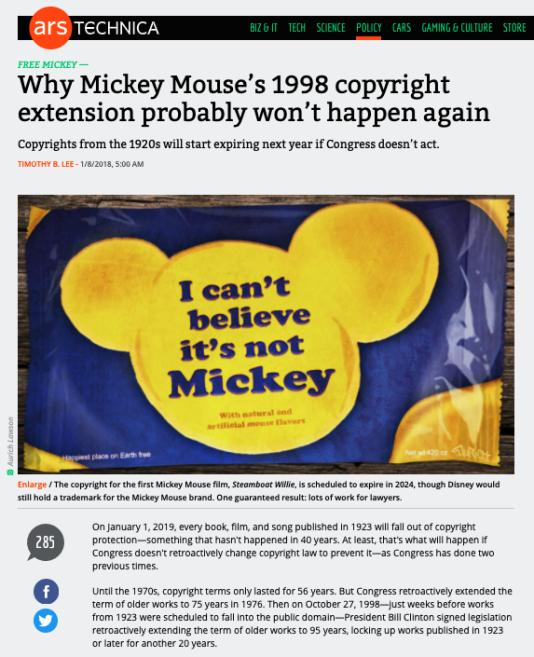 ars TECHNICA
BIZ & IT TECH SCIENCE POLICY CARS GAMING & CULTURE STORE
FREE MICKEY —
Why Mickey Mouse's 1998 copyright
extension probably won't happen again
Copyrights from the 1920s will start expiring next year if Congress doesn't act.
TIMOTHY B. LEE - 1/8/2018, 5:00 AM
I can't
believe
it's not
Mickey
With natural and
artificial mouse flavors
Happiest place on Earth free
Net wt 420 oz
Aurich Lawson
Enlarge / The copyright for the first Mickey Mouse film, Steamboat Willie, is scheduled to expire in 2024, though Disney would
still hold a trademark for the Mickey Mouse brand. One guaranteed result: lots of work for lawyers.
285
On January 1, 2019, every book, film, and song published in 1923 will fall out of copyright
protection—something that hasn't happened in 40 years. At least, that's what will happen if
Congress doesn't retroactively change copyright law to prevent it—as Congress has done two
previous times.
Until the 1970s, copyright terms only lasted for 56 years. But Congress retroactively extended the
term of older works to 75 years in 1976. Then on October 27, 1998—just weeks before works
from 1923 were scheduled to fall into the public domain—President Bill Clinton signed legislation
retroactively extending the term of older works to 95 years, locking up works published in 1923
or later for another 20 years.